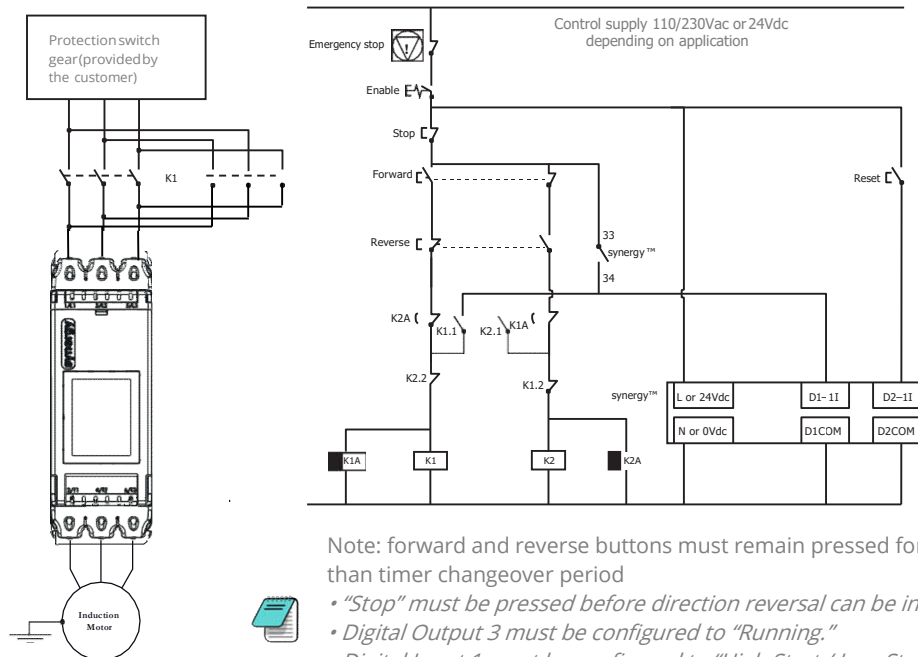 Protection switch
gear(provided by
the customer)
K1
synergy
Induction
Motor
Control supply 110/230Vac or 24Vdc
depending on application
Emergency stop
Enable
Stop
Forward
Reset
Reverse
33
synergy™
34
K2A
K1.1
K2.1
K1A
K2.2
K1.2
synergy™
L or 24Vdc
D1-1I
D2-1I
N or 0Vdc
D1COM
D2COM
K1A
K1
K2
K2A
Note: forward and reverse buttons must remain pressed for
than timer changeover period
• "Stop" must be pressed before direction reversal can be in
• Digital Output 3 must be configured to "Running."